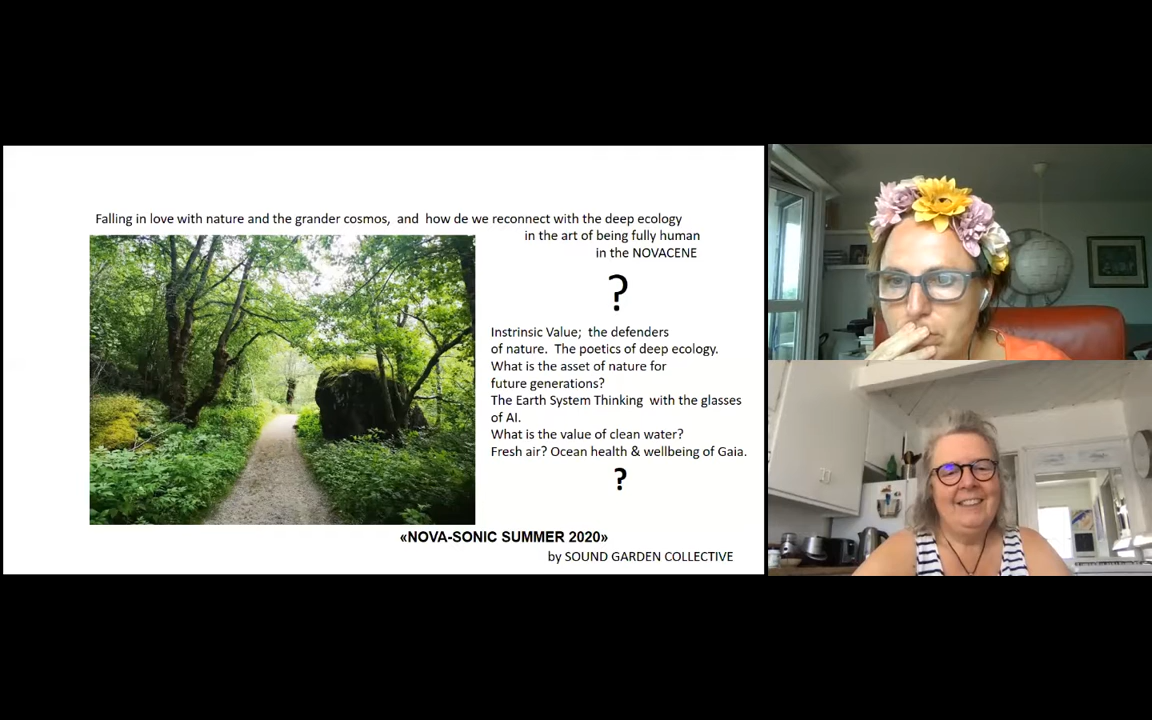 Falling in love with nature and the grander cosmos,  and  how de we reconnect with the deep ecology
in the art of being fully human
in the NOVACENE
?
Instrinsic Value;  the defenders
of nature.  The poetics of deep ecology.
What is the asset of nature for
future generations?
The Earth System Thinking  with the glasses
of AI.
What is the value of clean water?
Fresh air? Ocean health & wellbeing of Gaia.
?
«NOVA-SONIC SUMMER 2020»
by SOUND GARDEN COLLECTIVE